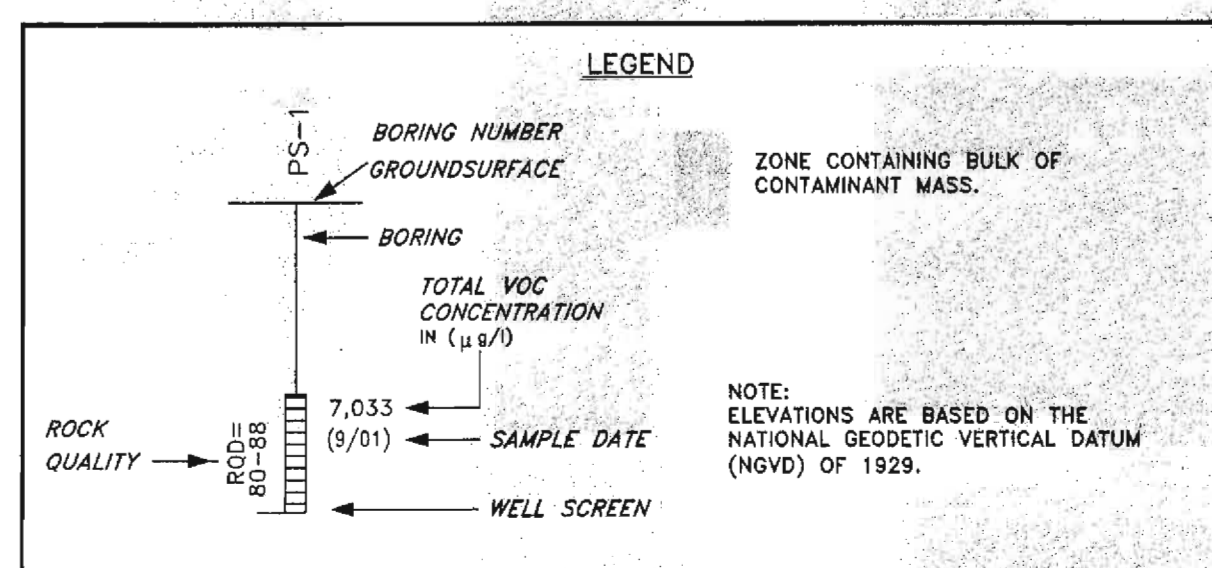 LEGEND
PS-1
BORING NUMBER
GROUNDSURFACE
BORING
TOTAL VOC
CONCENTRATION
IN (μg/l)
7,033
(9/01)
SAMPLE DATE
ROCK
QUALITY
RQD=
80-88
WELL SCREEN
ZONE CONTAINING BULK OF
CONTAMINANT MASS.
NOTE:
ELEVATIONS ARE BASED ON THE
NATIONAL GEODETIC VERTICAL DATUM
(NGVD) OF 1929.